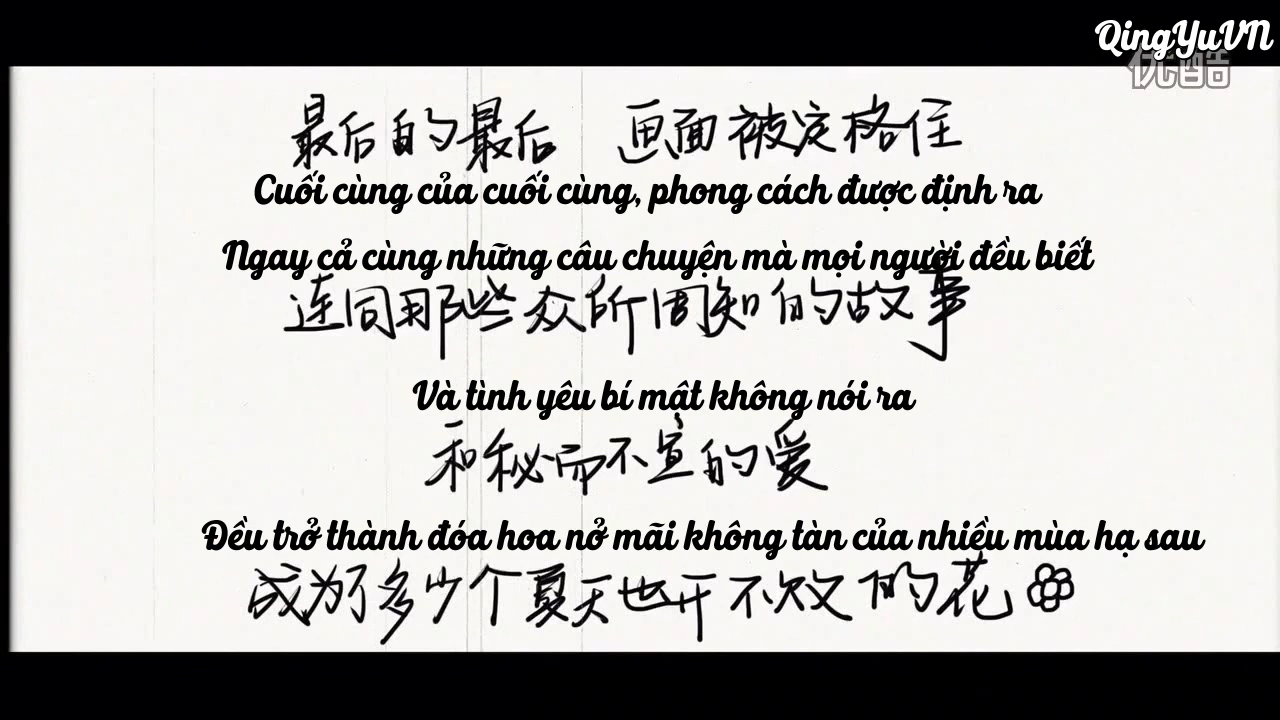 QingYuVN
优酷
最后的最后 画面被定格住
Cuối cùng của cuối cùng, phong cách được định ra
Ngay cả cùng những câu chuyện mà mọi người đều biết
连同那些众所周知的故事
Và tình yêu bí mật không nói ra
和秘而不宣的爱
Đều trở thành đóa hoa nở mãi không tàn của nhiều mùa hạ sau
成为了多少个夏天也开不败的花